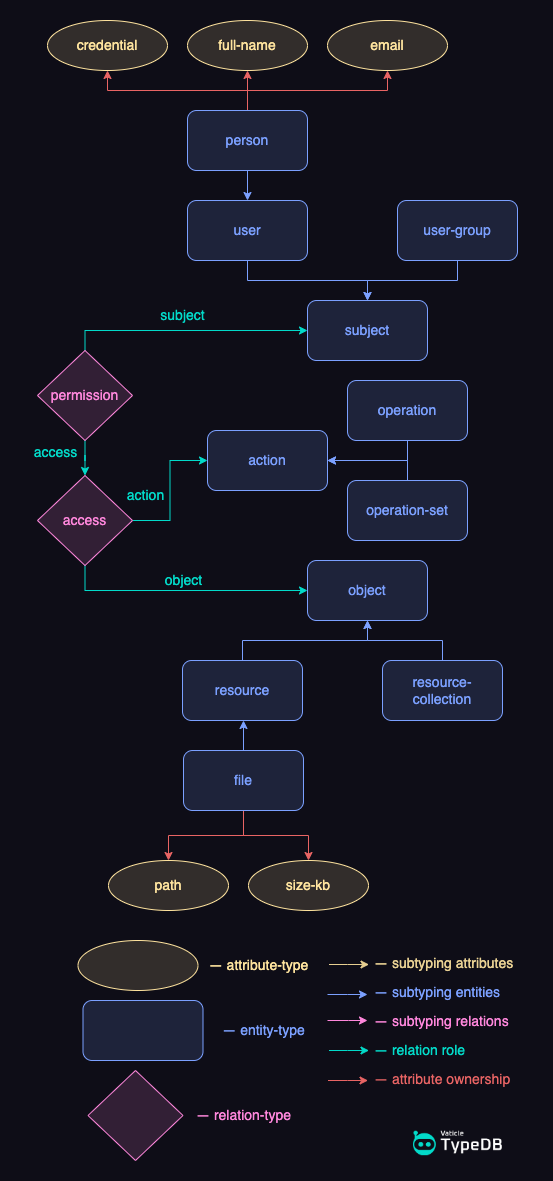 credential
full-name
email
person
user
user-group
subject
subject
permission
operation
access
action
action
access
operation-set
object
object
resource
resource-
collection
file
path
size-kb
— attribute-type
— subtyping attributes
— subtyping entities
— entity-type
— subtyping relations
— relation role
— attribute ownership
— relation-type
Vaticle
TypeDB